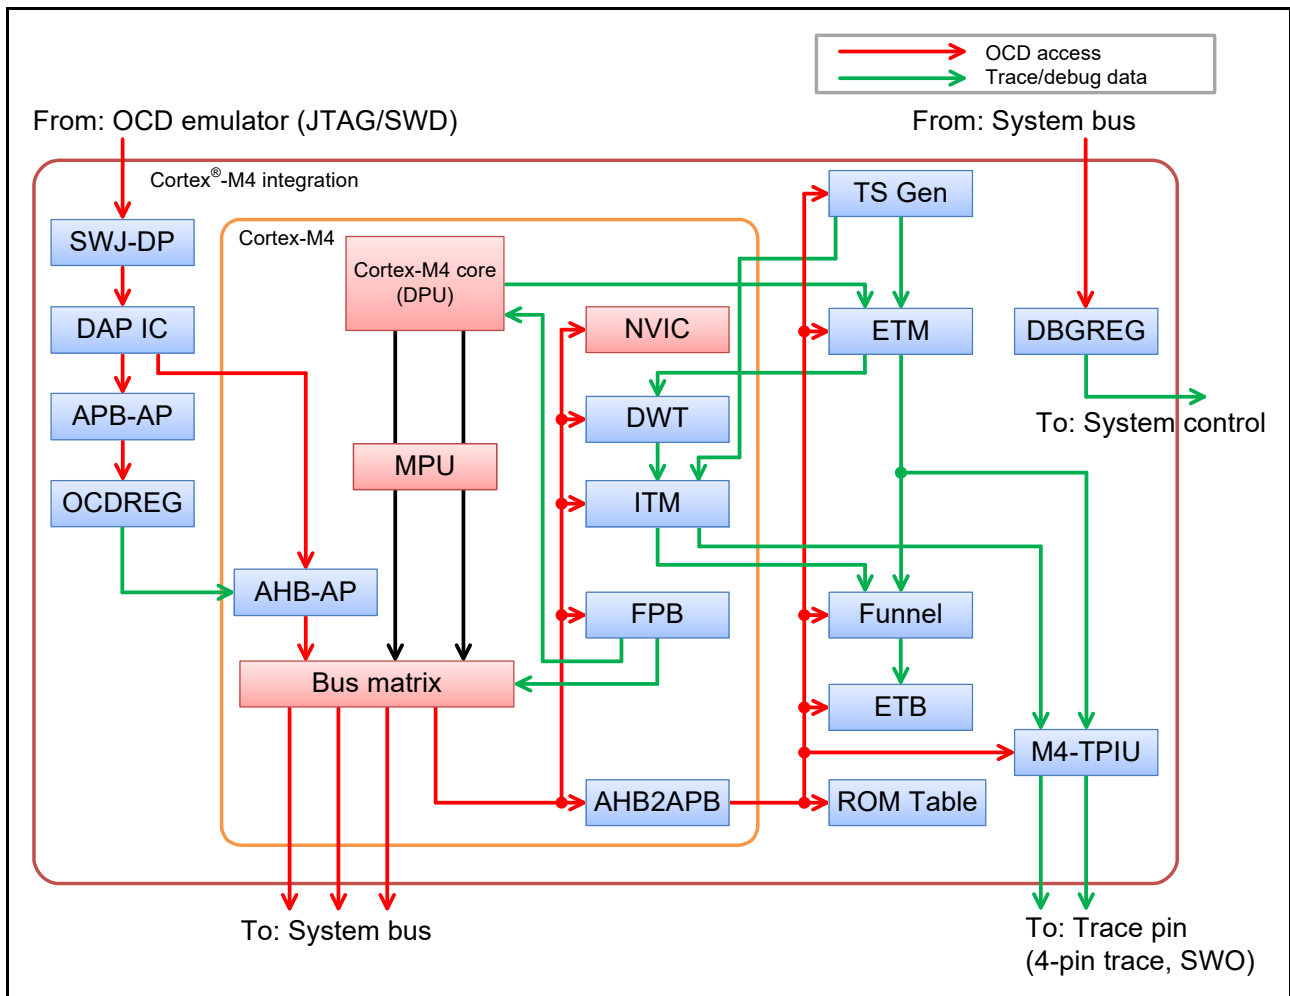 OCD access
Trace/debug data
From: OCD emulator (JTAG/SWD)
From: System bus
Cortex®-M4 integration
TS Gen
SWJ-DP
Cortex-M4
Cortex-M4 core
(DPU)
DAP IC
NVIC
ETM
DBGREG
APB-AP
DWT
To: System control
MPU
OCDREG
ITM
AHB-AP
FPB
Funnel
Bus matrix
ETB
M4-TPIU
AHB2APB
ROM Table
To: System bus
To: Trace pin
(4-pin trace, SWO)